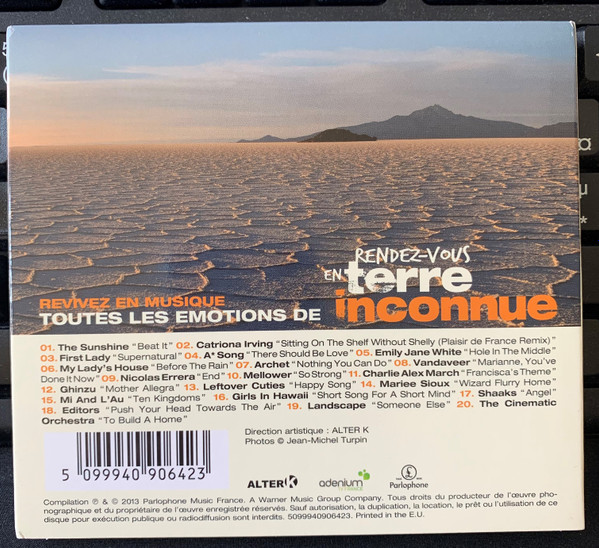 RENDEZ-VOUS
EN terre
REVIVEZ EN MUSIQUE
TOUTES LES EMOTIONS DE inconnue
01. The Sunshine "Beat It" 02. Catriona Irving "Sitting On The Shelf Without Shelly (Plaisir de France Remix)"
03. First Lady "Supernatural" 04. A* Song "There Should Be Love" 05. Emily Jane White "Hole In The Middle"
06. My Lady's House "Before The Rain" 07. Archet "Nothing You Can Do" 08. Vandaveer "Marianne, You've
Done It Now" 09. Nicolas Errera "End" 10. Mellower "So Strong" 11. Charlie Alex March "Francisca's Theme"
12. Ghinzu "Mother Allegra" 13. Leftover Cuties "Happy Song" 14. Mariee Sioux "Wizard Flurry Home"
15. Mi And L'Au "Ten Kingdoms" 16. Girls In Hawaii "Short Song For A Short Mind" 17. Shaaks "Angel"
18. Editors "Push Your Head Towards The Air" 19. Landscape "Someone Else" 20. The Cinematic
Orchestra "To Build A Home"
Direction artistique : ALTER K
Photos © Jean-Michel Turpin
5 099940 906423
ALTER K
adenium
Parlophone
Compilation ℗ & © 2013 Parlophone Music France. A Warner Music Group Company. Tous droits du producteur de l'œuvre pho-
nographique et du propriétaire de l'œuvre enregistrée réservés. Sauf autorisation, la duplication, la location, le prêt ou l'utilisation de ce
disque pour exécution publique ou radiodiffusion sont interdits. 5099940906423. Printed in the E.U.